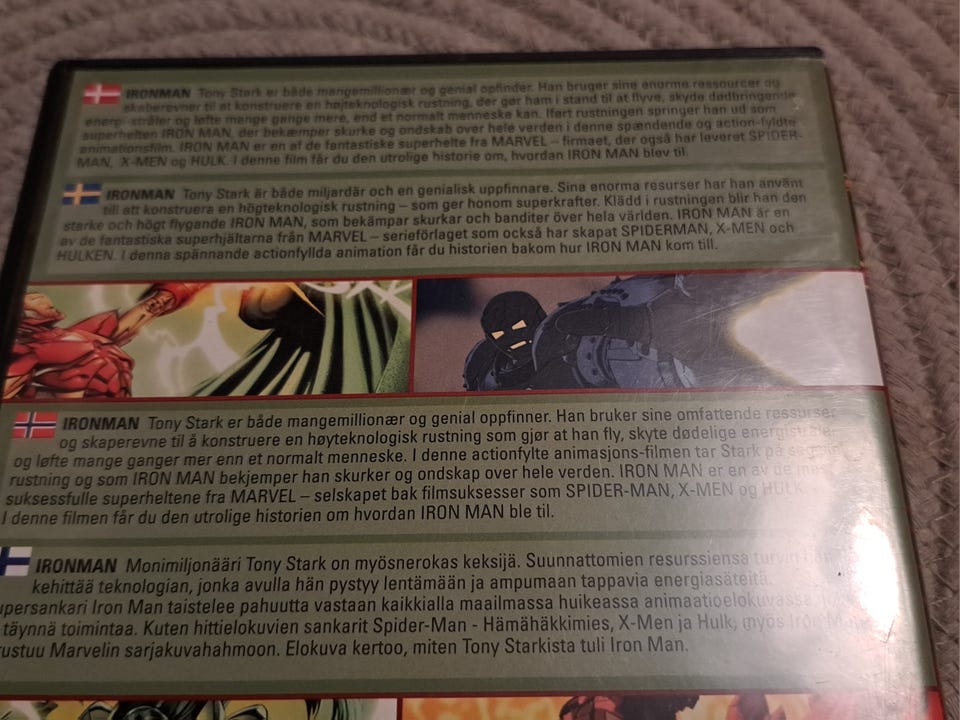 IRONMAN Tony Stark er både mangemillionær og genial opfinder. Han bruger sine enorme ressourcer og
skaberevner til at konstruere en højteknologisk rustning, der gør ham i stand til at flyve, skyde dødbringende
energi-stråler og løfte mange gange mere, end et normalt menneske kan. Iført rustningen springer han ud som
superhelten IRON MAN, der bekæmper skurke og ondskab over hele verden i denne spændende og action-fyldte
animationsfilm. IRON MAN er en af de fantastiske superhelte fra MARVEL – firmaet, der også har leveret SPIDER-
MAN, X-MEN og HULK. I denne film får du den utrolige historie om, hvordan IRON MAN blev til.
IRONMAN Tony Stark är både miljardär och en genialisk uppfinnare. Sina enorma resurser har han använt
till att konstruera en högteknologisk rustning – som ger honom superkrafter. Klädd i rustningen blir han den
starke och högt flygande IRON MAN, som bekämpar skurkar och banditer över hela världen. IRON MAN är en
av de fantastiska superhjältarna från MARVEL – serieförlaget som också har skapat SPIDERMAN, X-MEN och
HULKEN. I denna spännande actionfyllda animation får du historien bakom hur IRON MAN kom till.
IRONMAN Tony Stark er både mangemillionær og genial oppfinner. Han bruker sine omfattende ressurser
og skaperevne til å konstruere en høyteknologisk rustning som gjør at han fly, skyte dødelige energistråler
og løfte mange ganger mer enn et normalt menneske. I denne actionfylte animasjons-filmen tar Stark på seg
rustning og som IRON MAN bekjemper han skurker og ondskap over hele verden. IRON MAN er en av de
suksessfulle superheltene fra MARVEL – selskapet bak filmsuksesser som SPIDER-MAN, X-MEN og HULK.
I denne filmen får du den utrolige historien om hvordan IRON MAN ble til.
IRONMAN Monimiljonääri Tony Stark on myösnerokas keksijä. Suunnattomien resurssiensa turvin
kehittää teknologian, jonka avulla hän pystyy lentämään ja ampumaan tappavia energiasäteitä.
upersankari Iron Man taistelee pahuutta vastaan kaikkialla maailmassa huikeassa animaatioelokuvassa
täynnä toimintaa. Kuten hittielokuvien sankarit Spider-Man - Hämähäkkimies, X-Men ja Hulk, myös Iron
rustuu Marvelin sarjakuvahahmoon. Elokuva kertoo, miten Tony Starkista tuli Iron Man.